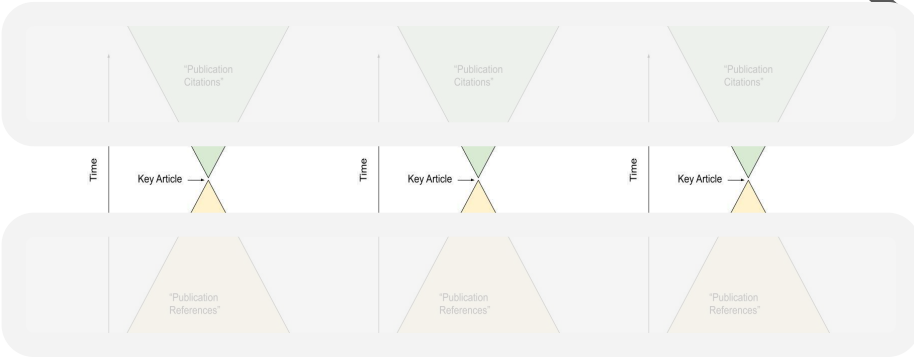 "Publication
Citations"
"Publication
Citations"
"Publication
Citations"
Time
Key Article
Time
Key Article
Time
Key Article
"Publication
References"
"Publication
References"
"Publication
References"